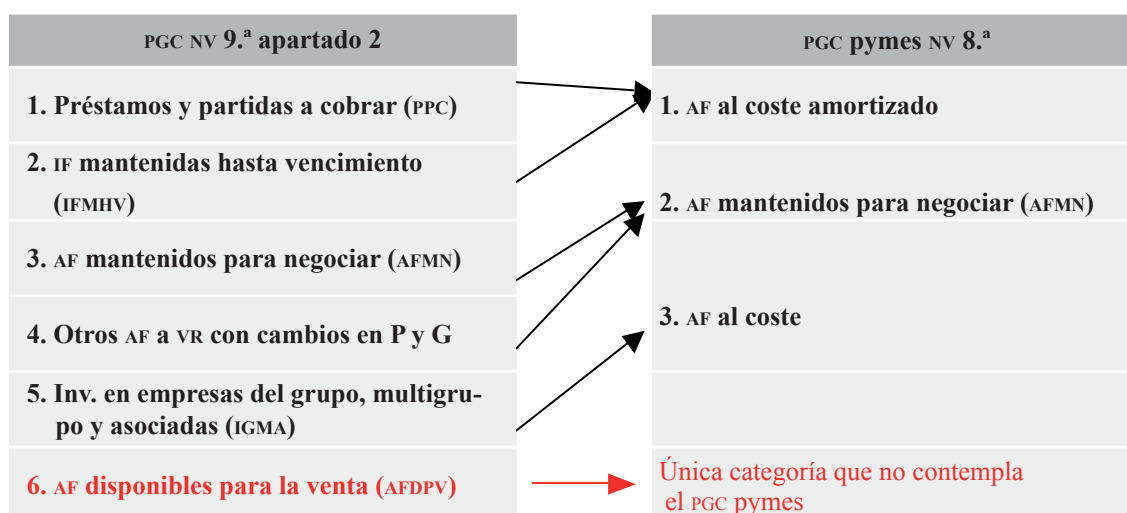 PGC NV 9.ª apartado 2
1. Préstamos y partidas a cobrar (PPC)
2. IF mantenidas hasta vencimiento
(IFMHV)
3. AF mantenidos para negociar (AFMN)
4. Otros AF a VR con cambios en P y G
5. Inv. en empresas del grupo, multigru-
po y asociadas (IGMA)
6. AF disponibles para la venta (AFDPV)
PGC pymes NV 8.ª
1. AF al coste amortizado
2. AF mantenidos para negociar (AFMN)
3. AF al coste
Única categoría que no contempla
el PGC pymes